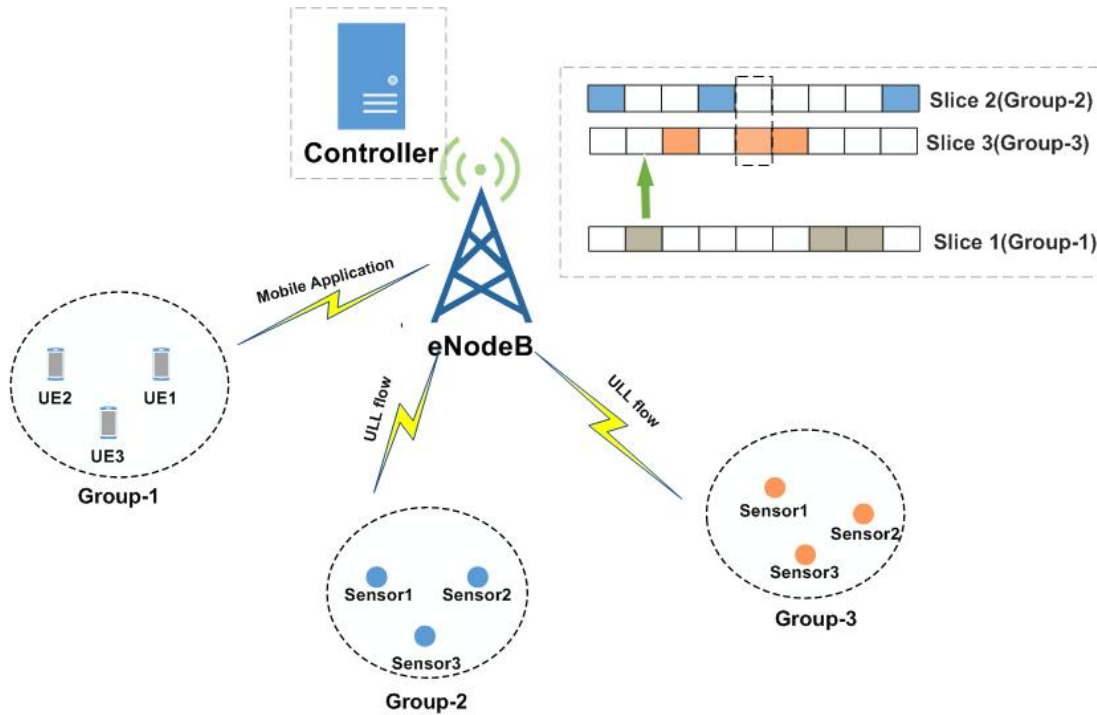 Controller
Slice 2(Group-2)
Slice 3(Group-3)
Slice 1(Group-1)
Mobile Application
eNodeB
UE2
UE1
UE3
Group-1
ULL flow
ULL flow
Sensor1
Sensor2
Sensor3
Group-3
Sensor1
Sensor2
Sensor3
Group-2